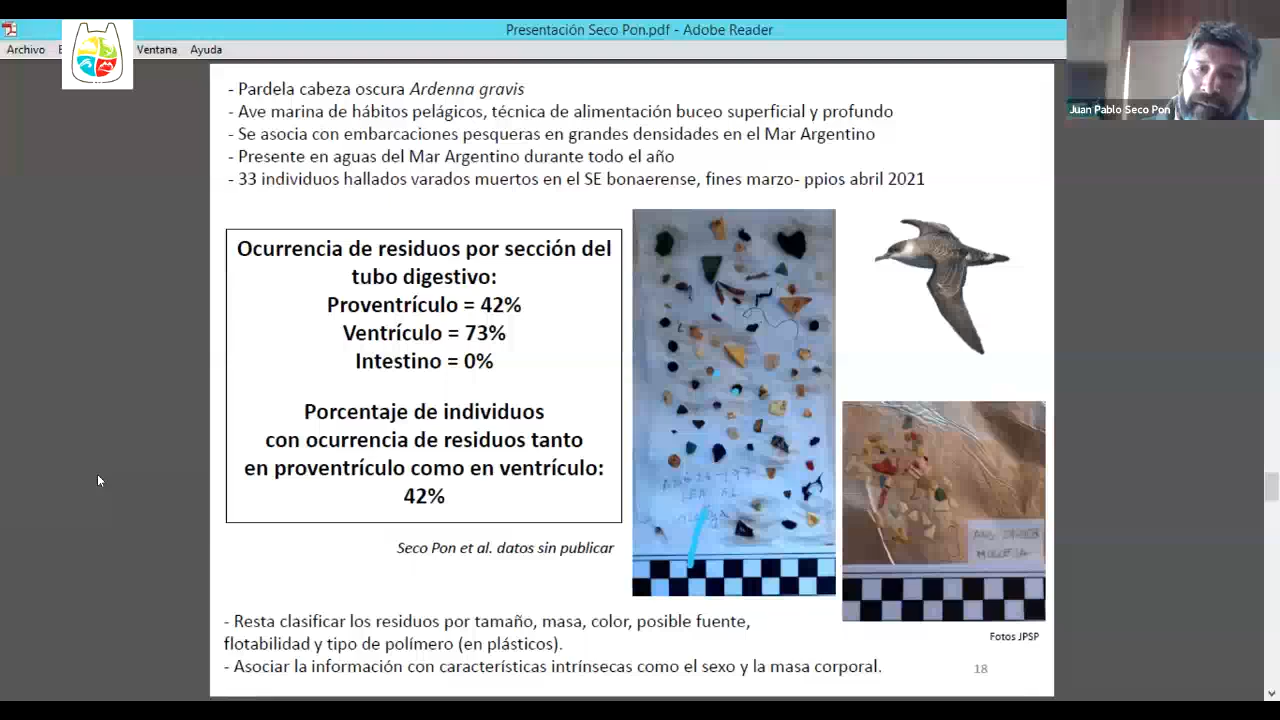 Presentación Seco Pon.pdf - Adobe Reader
Archivo
Ventana
Ayuda
Juan Pablo Seco Pon
- Pardela cabeza oscura Ardenna gravis
- Ave marina de hábitos pelágicos, técnica de alimentación buceo superficial y profundo
- Se asocia con embarcaciones pesqueras en grandes densidades en el Mar Argentino
- Presente en aguas del Mar Argentino durante todo el año
- 33 individuos hallados varados muertos en el SE bonaerense, fines marzo- ppios abril 2021
Ocurrencia de residuos por sección del
tubo digestivo:
Proventrículo = 42%
Ventrículo = 73%
Intestino = 0%
Porcentaje de individuos
con ocurrencia de residuos tanto
en proventrículo como en ventrículo:
42%
Seco Pon et al. datos sin publicar
Fotos JPSP
- Resta clasificar los residuos por tamaño, masa, color, posible fuente,
flotabilidad y tipo de polímero (en plásticos).
- Asociar la información con características intrínsecas como el sexo y la masa corporal.
18